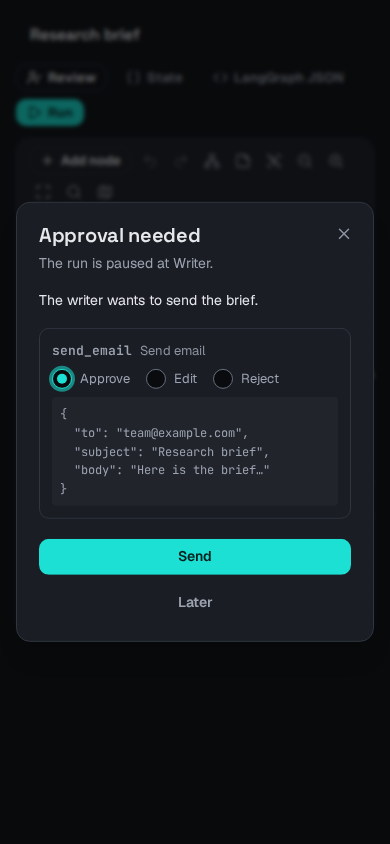 Research brief
Review State LangGraph JSON
Run
Add node
Approval needed
The run is paused at Writer.
The writer wants to send the brief.
send_email Send email
Approve Edit Reject
{
"to": "team@example.com",
"subject": "Research brief",
"body": "Here is the brief…"
}
Send
Later